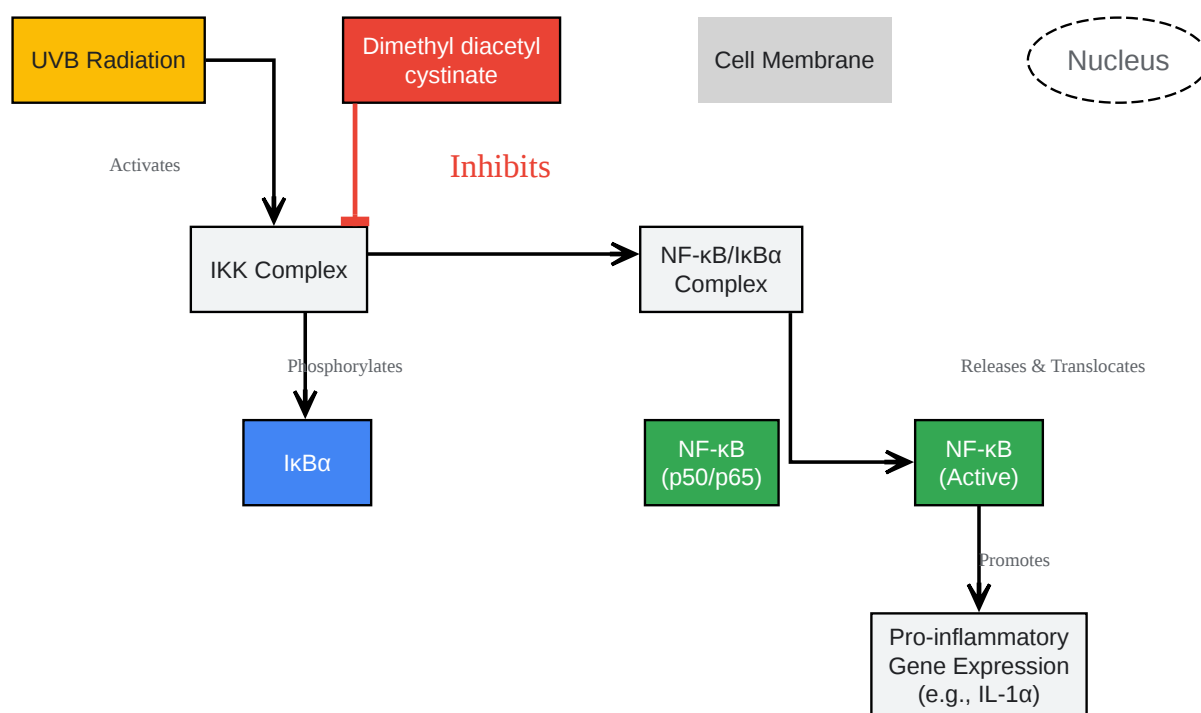 UVB Radiation
Dimethyl diacetyl
cystinate
Cell Membrane
Nucleus
Activates
Inhibits
IKK Complex
NF-κB/IκBα
Complex
Phosphorylates
Releases & Translocates
IκBα
NF-κB
(p50/p65)
NF-κB
(Active)
Promotes
Pro-inflammatory
Gene Expression
(e.g., IL-1α)